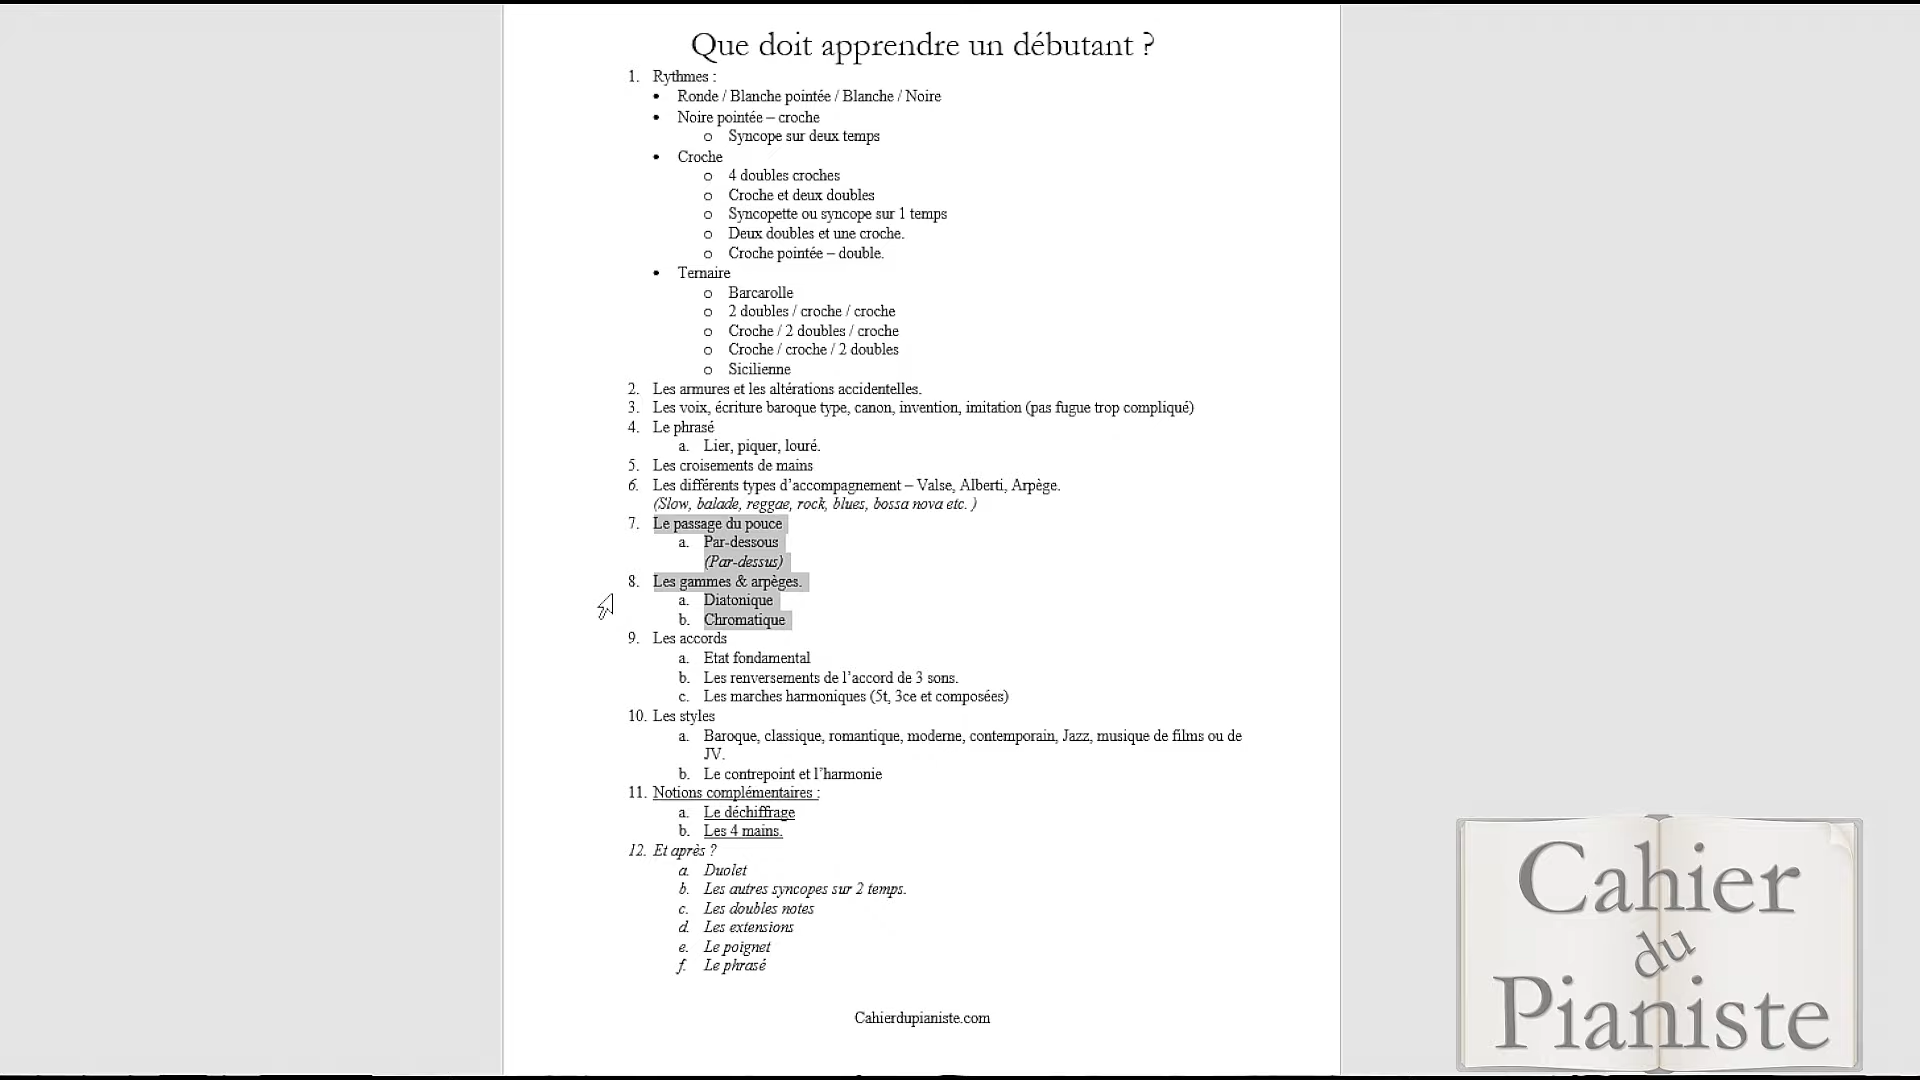 Que doit apprendre un débutant ?
1. Rythmes :
• Ronde / Blanche pointée / Blanche / Noire
• Noire pointée – croche
o Syncope sur deux temps
• Croche
o 4 doubles croches
o Croche et deux doubles
o Syncopette ou syncope sur 1 temps
o Deux doubles et une croche.
o Croche pointée – double.
• Ternaire
o Barcarolle
o 2 doubles / croche / croche
o Croche / 2 doubles / croche
o Croche / croche / 2 doubles
o Sicilienne
2. Les armures et les altérations accidentelles.
3. Les voix, écriture baroque type, canon, invention, imitation (pas fugue trop compliqué)
4. Le phrasé
a. Lier, piquer, louré.
5. Les croisements de mains
6. Les différents types d’accompagnement – Valse, Alberti, Arpège.
(Slow, balade, reggae, rock, blues, bossa nova etc. )
7. Le passage du pouce
a. Par-dessous
(Par-dessus)
8. Les gammes & arpèges.
a. Diatonique
b. Chromatique
9. Les accords
a. Etat fondamental
b. Les renversements de l’accord de 3 sons.
c. Les marches harmoniques (5t, 3ce et composées)
10. Les styles
a. Baroque, classique, romantique, moderne, contemporain, Jazz, musique de films ou de
JV.
b. Le contrepoint et l’harmonie
11. Notions complémentaires :
a. Le déchiffrage
b. Les 4 mains.
12. Et après ?
a. Duolet
b. Les autres syncopes sur 2 temps.
c. Les doubles notes
d. Les extensions
e. Le poignet
f. Le phrasé
Cahierdupianiste.com
Cahier
du
Pianiste